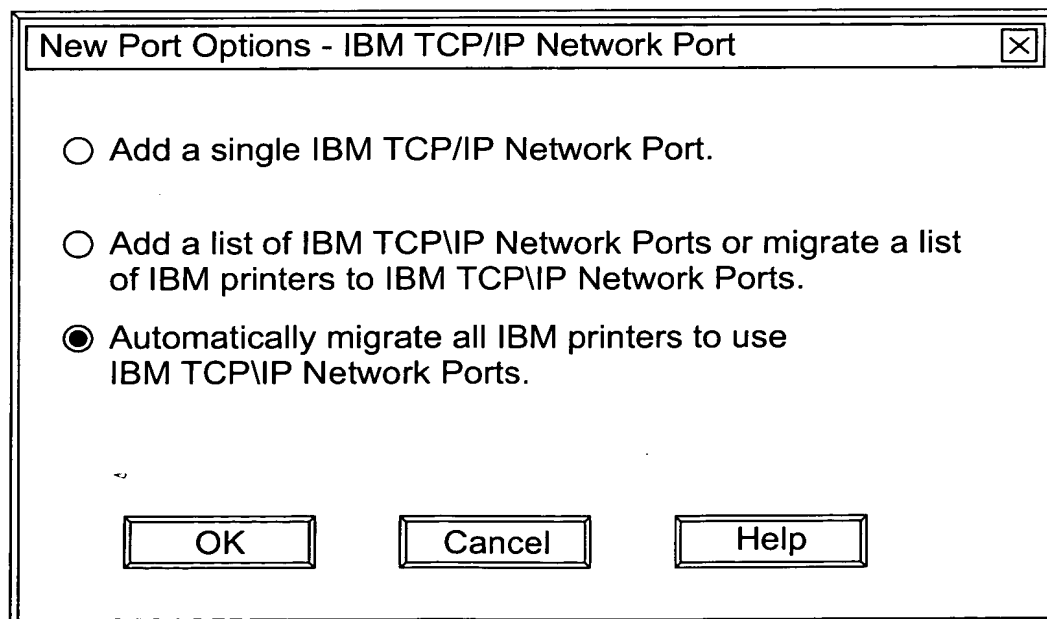 New Port Options - IBM TCP/IP Network Port
Add a single IBM TCP/IP Network Port.
Add a list of IBM TCP\IP Network Ports or migrate a list
of IBM printers to IBM TCP\IP Network Ports.
Automatically migrate all IBM printers to use
IBM TCP\IP Network Ports.
OK
Cancel
Help